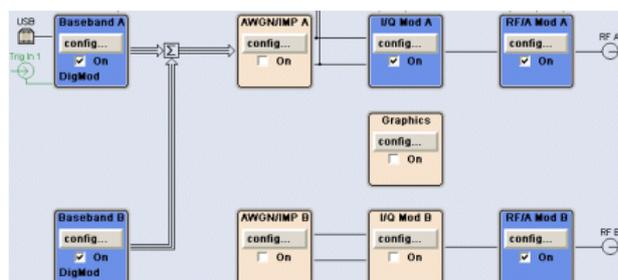 USB
Baseband A
AWGN/IMP A
I/Q Mod A
RF/A Mod A
config...
config...
config...
config...
RF A
Trig In 1
On
On
On
On
DigMod
Graphics
config...
On
Baseband B
AWGN/IMP B
I/Q Mod B
RF/A Mod B
config...
config...
config...
config...
RF B
On
On
On
On
DigMod